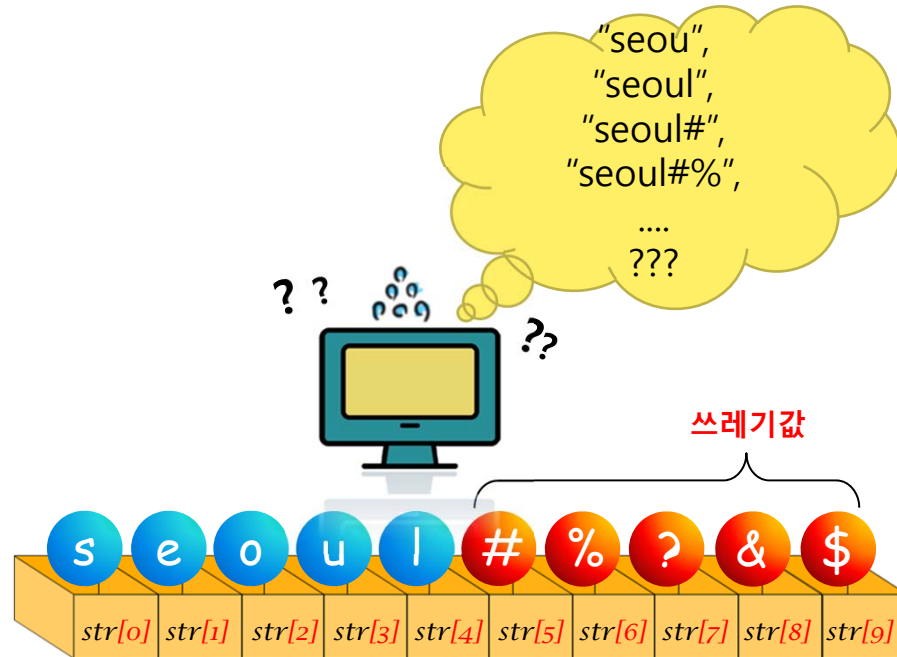 "seou",
"seoul",
"seoul#",
"seoul#%",
....
???
? ?
??
쓰레기값
s e o u l # % ? & $
str[0] str[1] str[2] str[3] str[4] str[5] str[6] str[7] str[8] str[9]